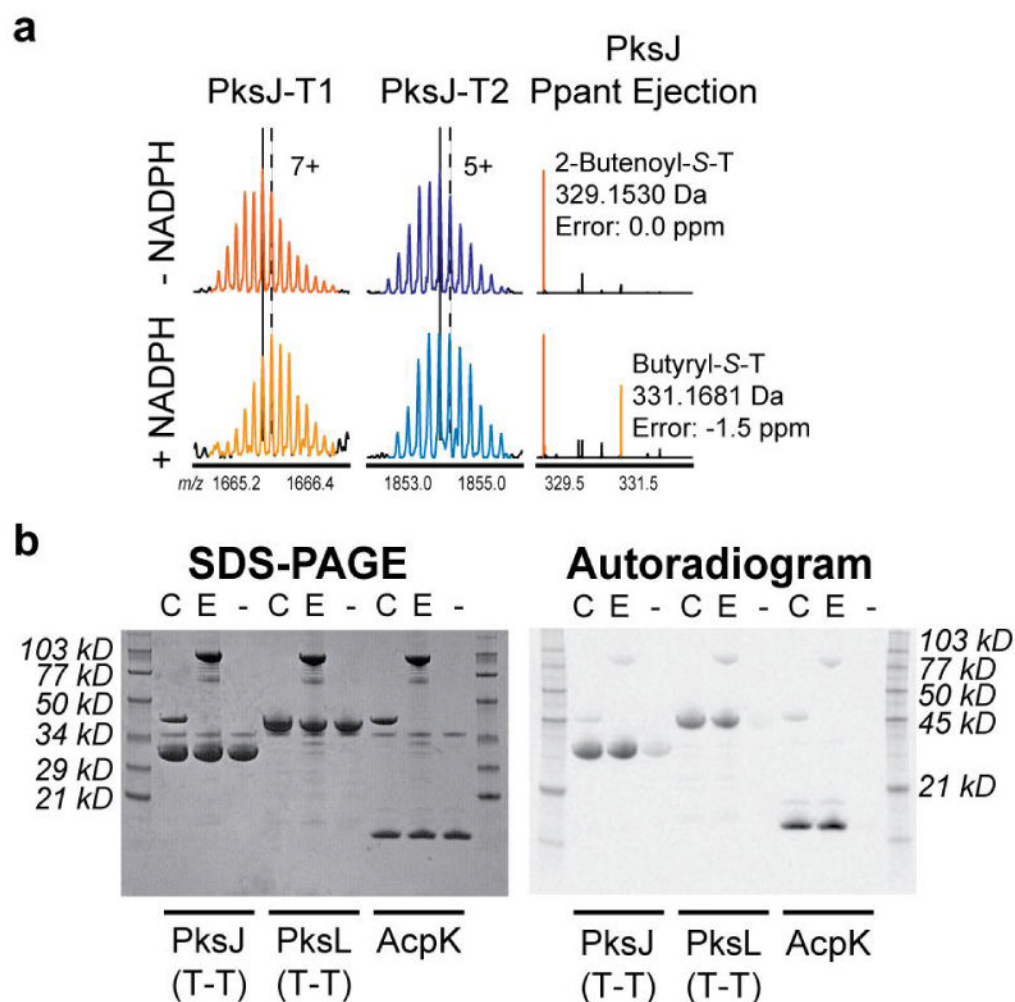 a
PksJ-T1
PksJ-T2
PksJ
Ppant Ejection
- NADPH
7+
5+
2-Butenoyl-S-T
329.1530 Da
Error: 0.0 ppm
+ NADPH
Butyryl-S-T
331.1681 Da
Error: -1.5 ppm
m/z 1665.2 1666.4
1853.0 1855.0
329.5 331.5
b
SDS-PAGE
C E - C E - C E -
103 kD
77 kD
50 kD
34 kD
29 kD
21 kD
PksJ
(T-T)
PksL
(T-T)
AcpK
Autoradiogram
C E - C E - C E -
103 kD
77 kD
50 kD
45 kD
21 kD
PksJ
(T-T)
PksL
(T-T)
AcpK